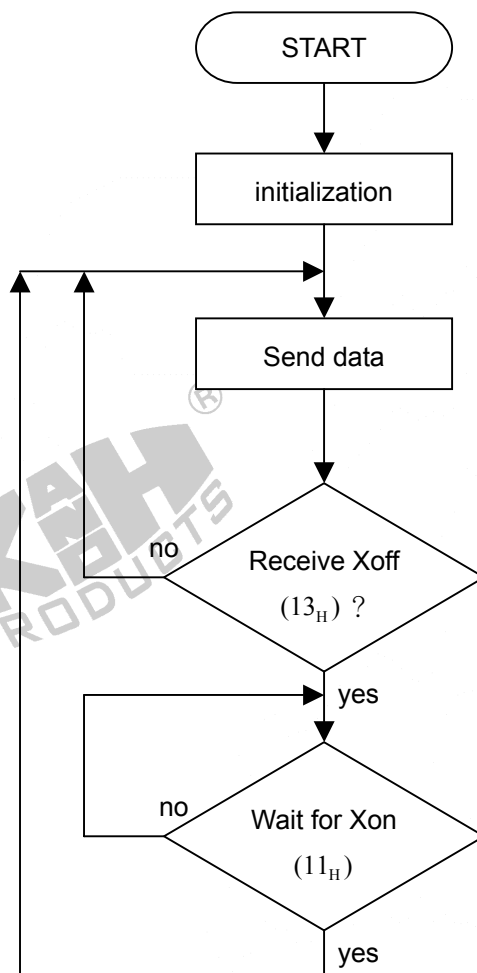 START
initialization
Send data
®
no
Receive Xoff
(13H) ?
yes
no
Wait for Xon
(11H)
yes